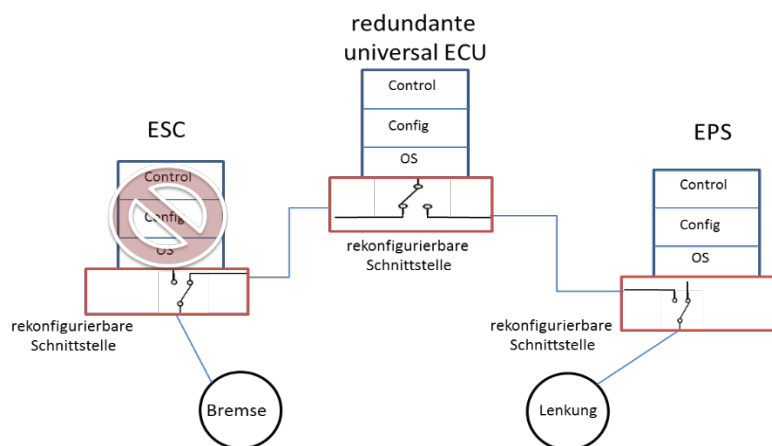 redundante
universal ECU
Control
Config
OS
rekonfigurierbare
Schnittstelle
ESC
Control
Config
OS
rekonfigurierbare
Schnittstelle
Bremse
EPS
Control
Config
OS
rekonfigurierbare
Schnittstelle
Lenkung